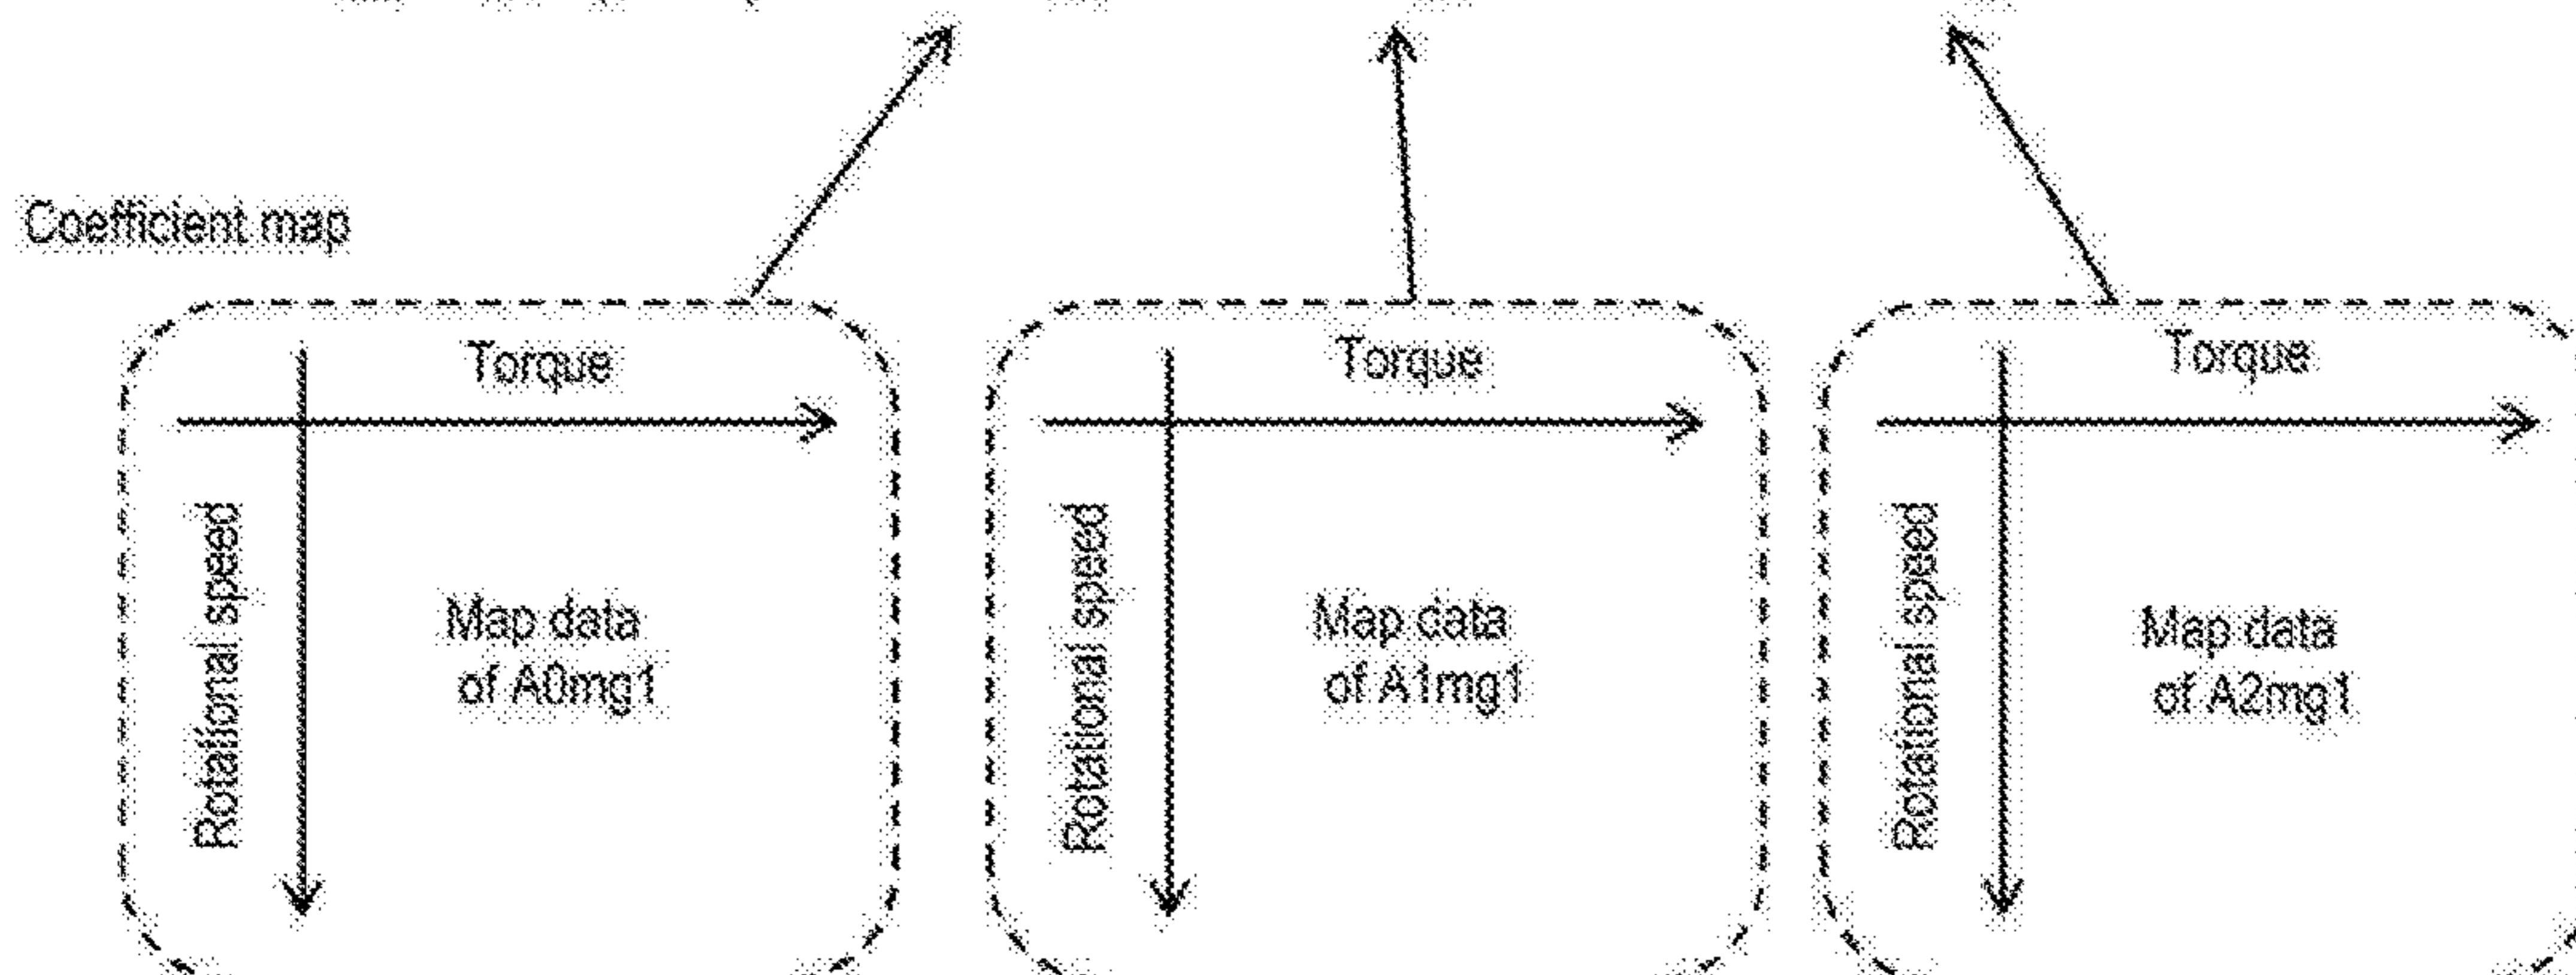 Coefficient map
Torque
Rotational speed
Map data
of A0mg1
Torque
Rotational speed
Map data
of A1mg1
Torque
Rotational speed
Map data
of A2mg1